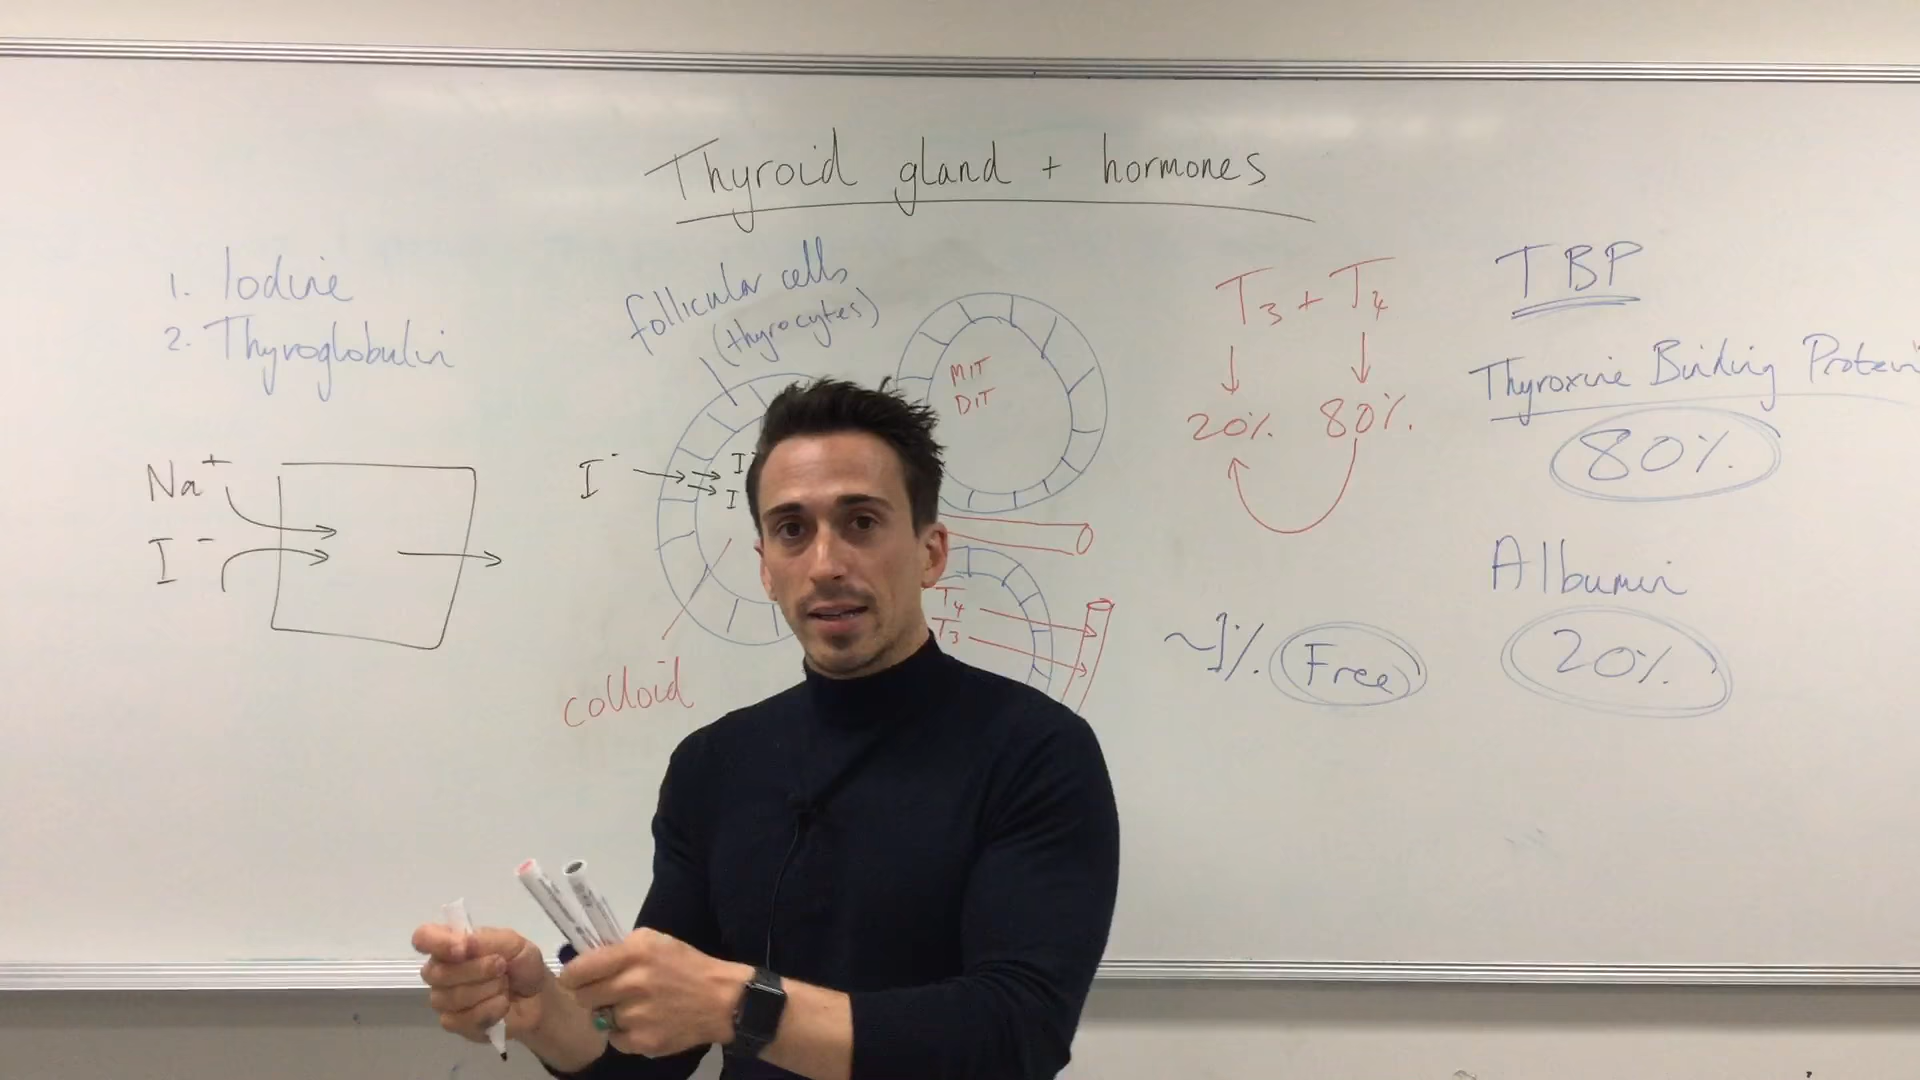 Thyroid gland + hormones
1. Iodine
2. Thyroglobulin
Na⁺
I⁻
follicular cells
(thyrocytes)
I⁻
I
I
colloid
MIT
DIT
T₄
T₃
T₃ + T₄
20% 80%
~1% Free
TBP
Thyroxine Binding Protein
80%
Albumin
20%